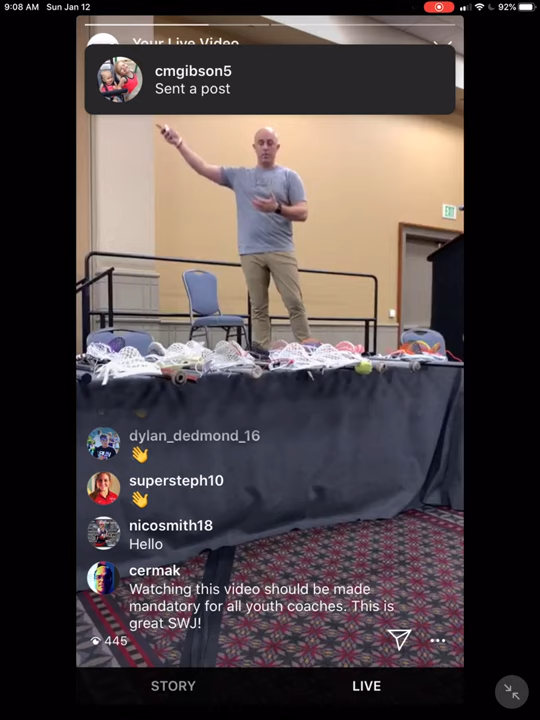 9:08 AM Sun Jan 12
92%
Your Live Video
cmgibson5
Sent a post
EXIT
dylan_dedmond_16
👋
supersteph10
👋
nicosmith18
Hello
cermak
Watching this video should be made
mandatory for all youth coaches. This is
great SWJ!
445
STORY
LIVE